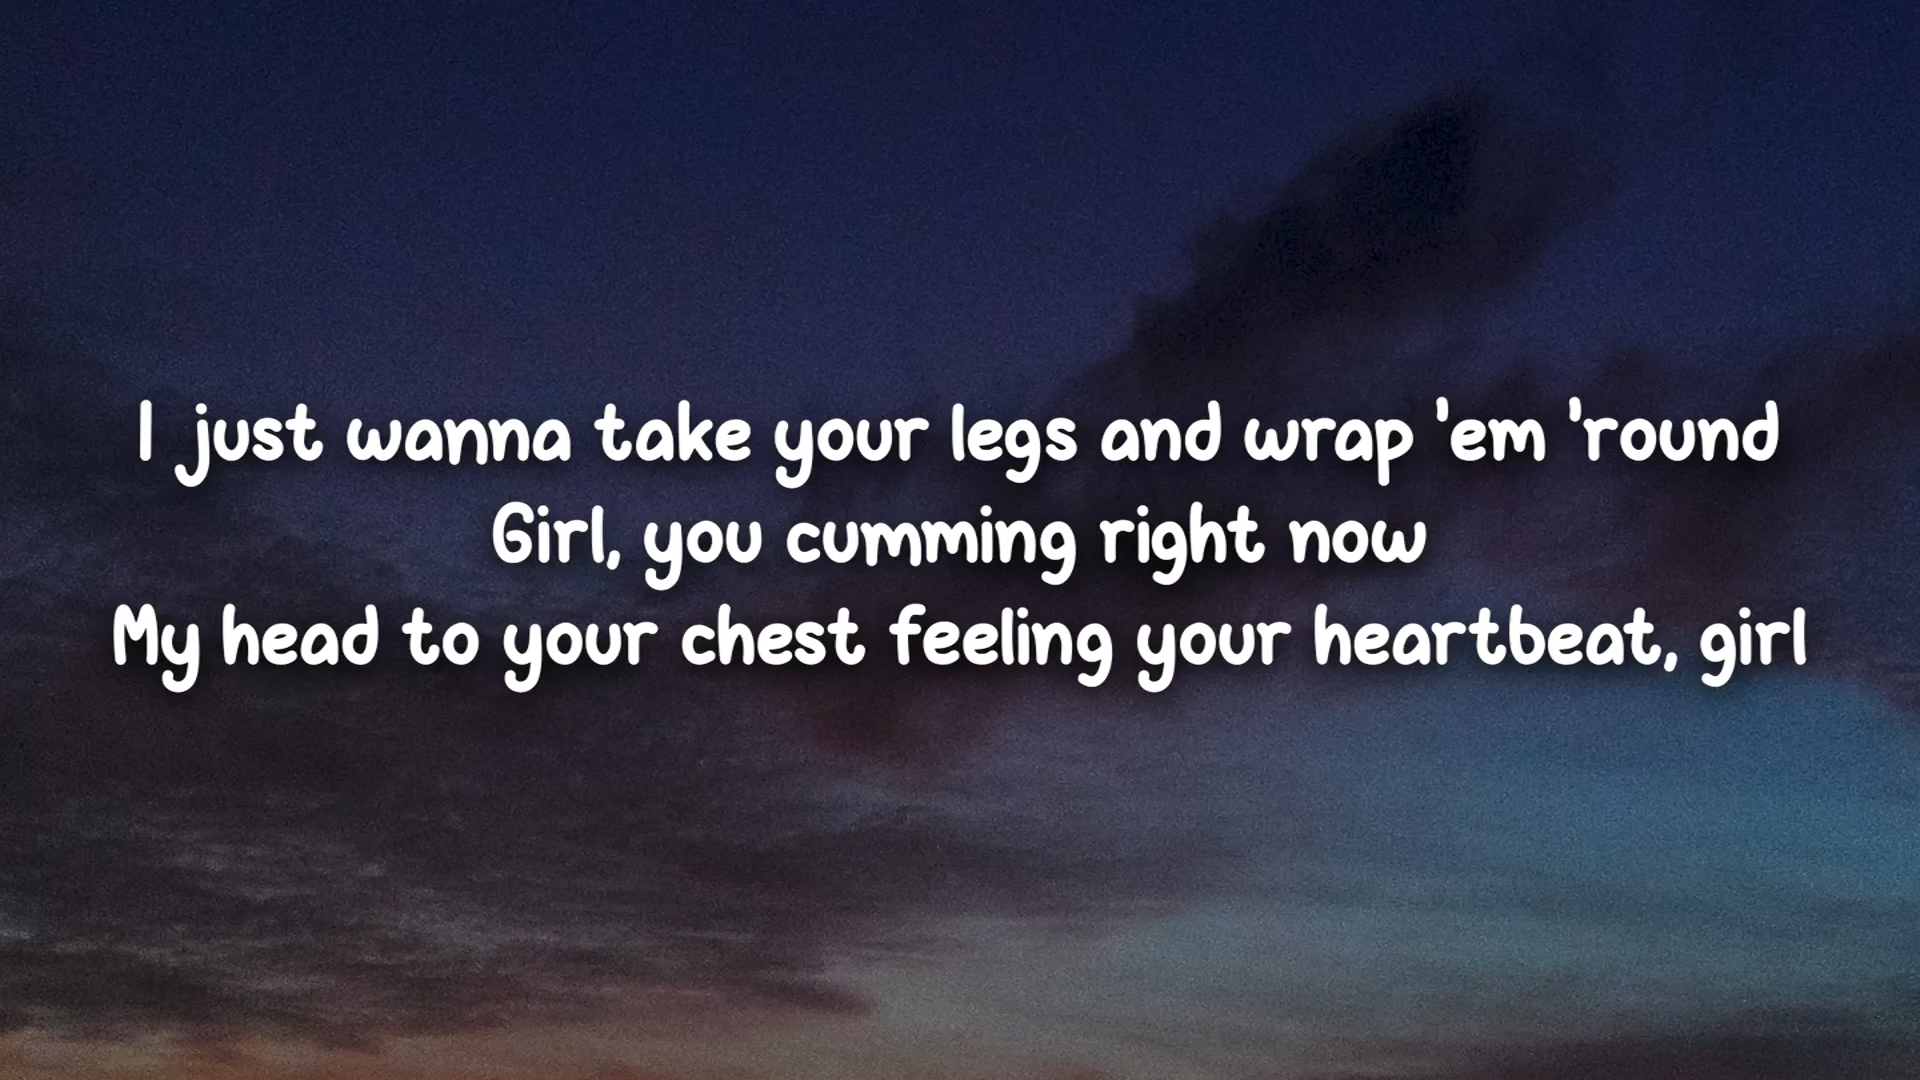 I just wanna take your legs and wrap 'em 'round
Girl, you cumming right now
My head to your chest feeling your heartbeat, girl